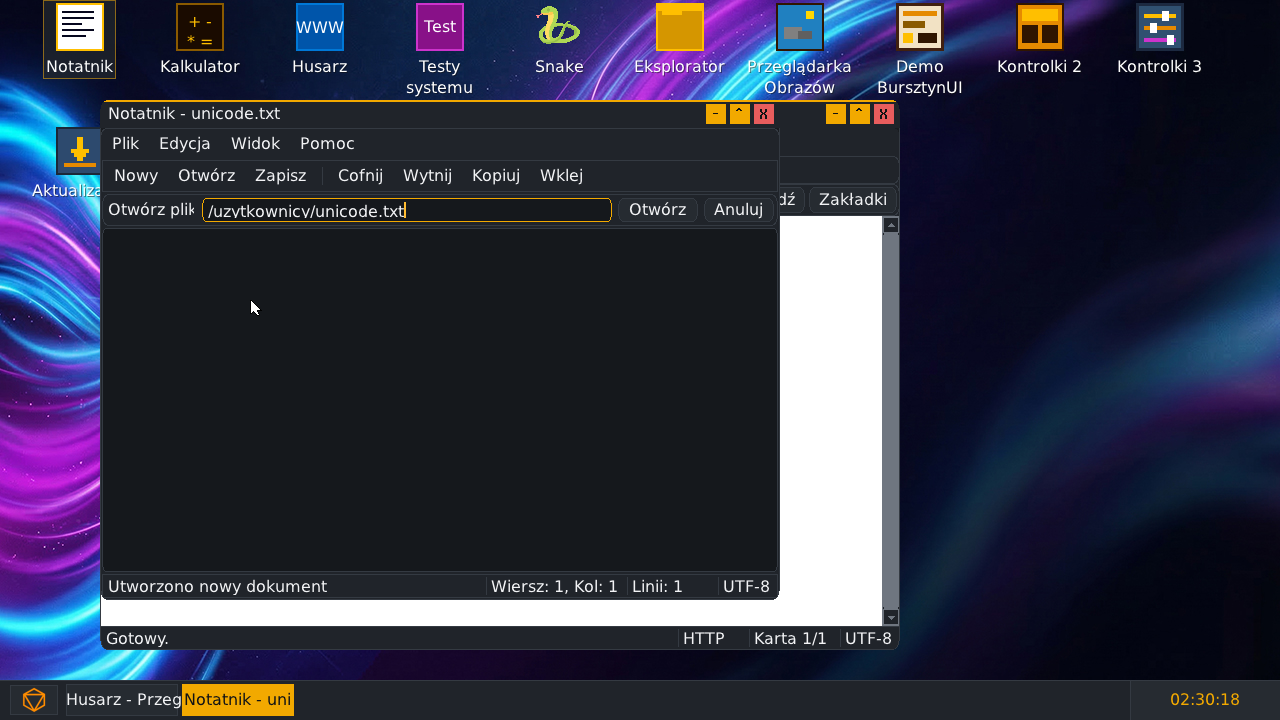 Notatnik
+ -
* =
Kalkulator
WWW
Husarz
Test
Testy
systemu
Snake
Eksplorator
Przeglądarka
Obrazów
Demo
BursztynUI
Kontrolki 2
Kontrolki 3
Notatnik - unicode.txt
- ^ X
- ^ X
Plik Edycja Widok Pomoc
Nowy Otwórz Zapisz Cofnij Wytnij Kopiuj Wklej
Otwórz plik /uzytkownicy/unicode.txt Otwórz Anuluj
dź Zakładki
Utworzono nowy dokument Wiersz: 1, Kol: 1 Linii: 1 UTF-8
Gotowy. HTTP Karta 1/1 UTF-8
Husarz - Przeg Notatnik - uni 02:30:18